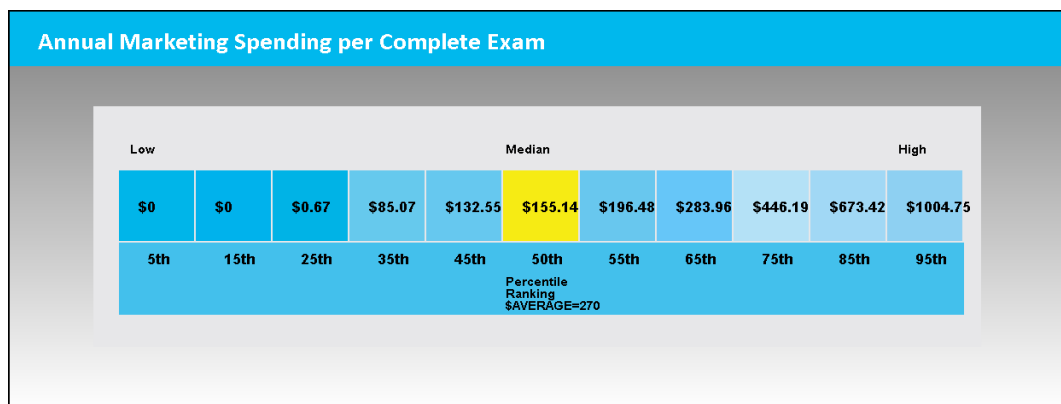 Annual Marketing Spending per Complete Exam
Low Median High
$0 $0 $0.67 $85.07 $132.55 $155.14 $196.48 $283.96 $446.19 $673.42 $1004.75
5th 15th 25th 35th 45th 50th 55th 65th 75th 85th 95th
Percentile
Ranking
$AVERAGE=270